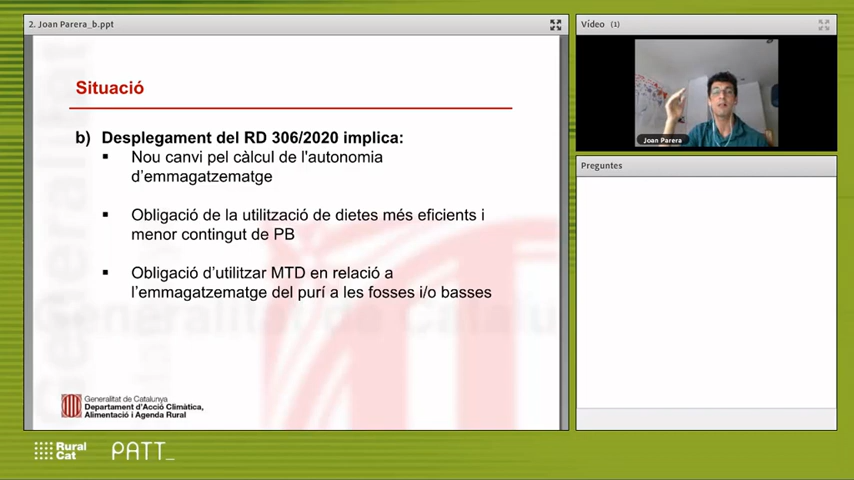 2. Joan Parera_b.ppt
Vídeo (1)
Situació
b) Desplegament del RD 306/2020 implica:
▪ Nou canvi pel càlcul de l'autonomia
d'emmagatzematge
▪ Obligació de la utilització de dietes més eficients i
menor contingut de PB
▪ Obligació d'utilitzar MTD en relació a
l'emmagatzematge del purí a les fosses i/o basses
Generalitat de Catalunya
Departament d'Acció Climàtica,
Alimentació i Agenda Rural
Joan Parera
Preguntes
Rural
Cat
PATT_